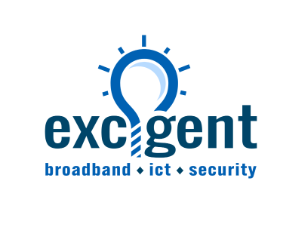 excigent
broadband ♦ ict ♦ security